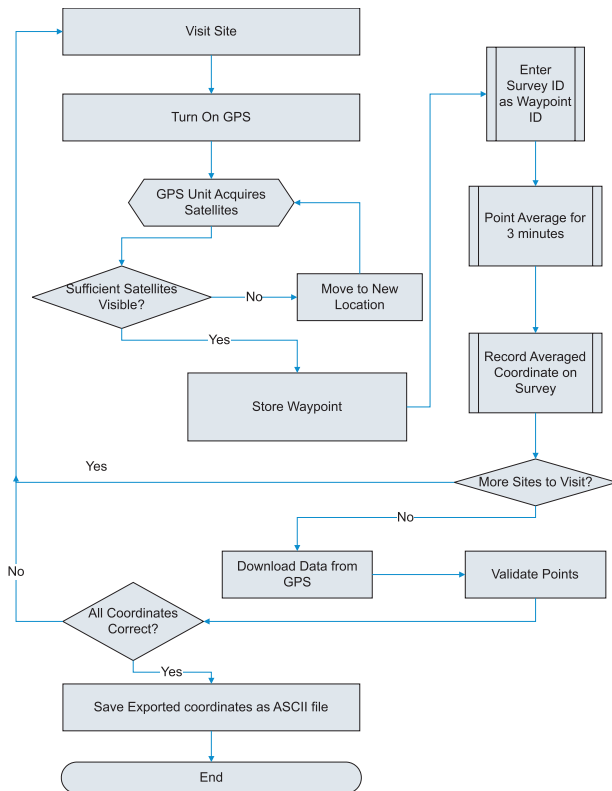 Visit Site
Turn On GPS
GPS Unit Acquires
Satellites
Sufficient Satellites
Visible?
No
Move to New
Location
Yes
Store Waypoint
Enter
Survey ID
as Waypoint
ID
Point Average for
3 minutes
Record Averaged
Coordinate on
Survey
More Sites to Visit?
Yes
No
Download Data from
GPS
Validate Points
All Coordinates
Correct?
No
Yes
Save Exported coordinates as ASCII file
End